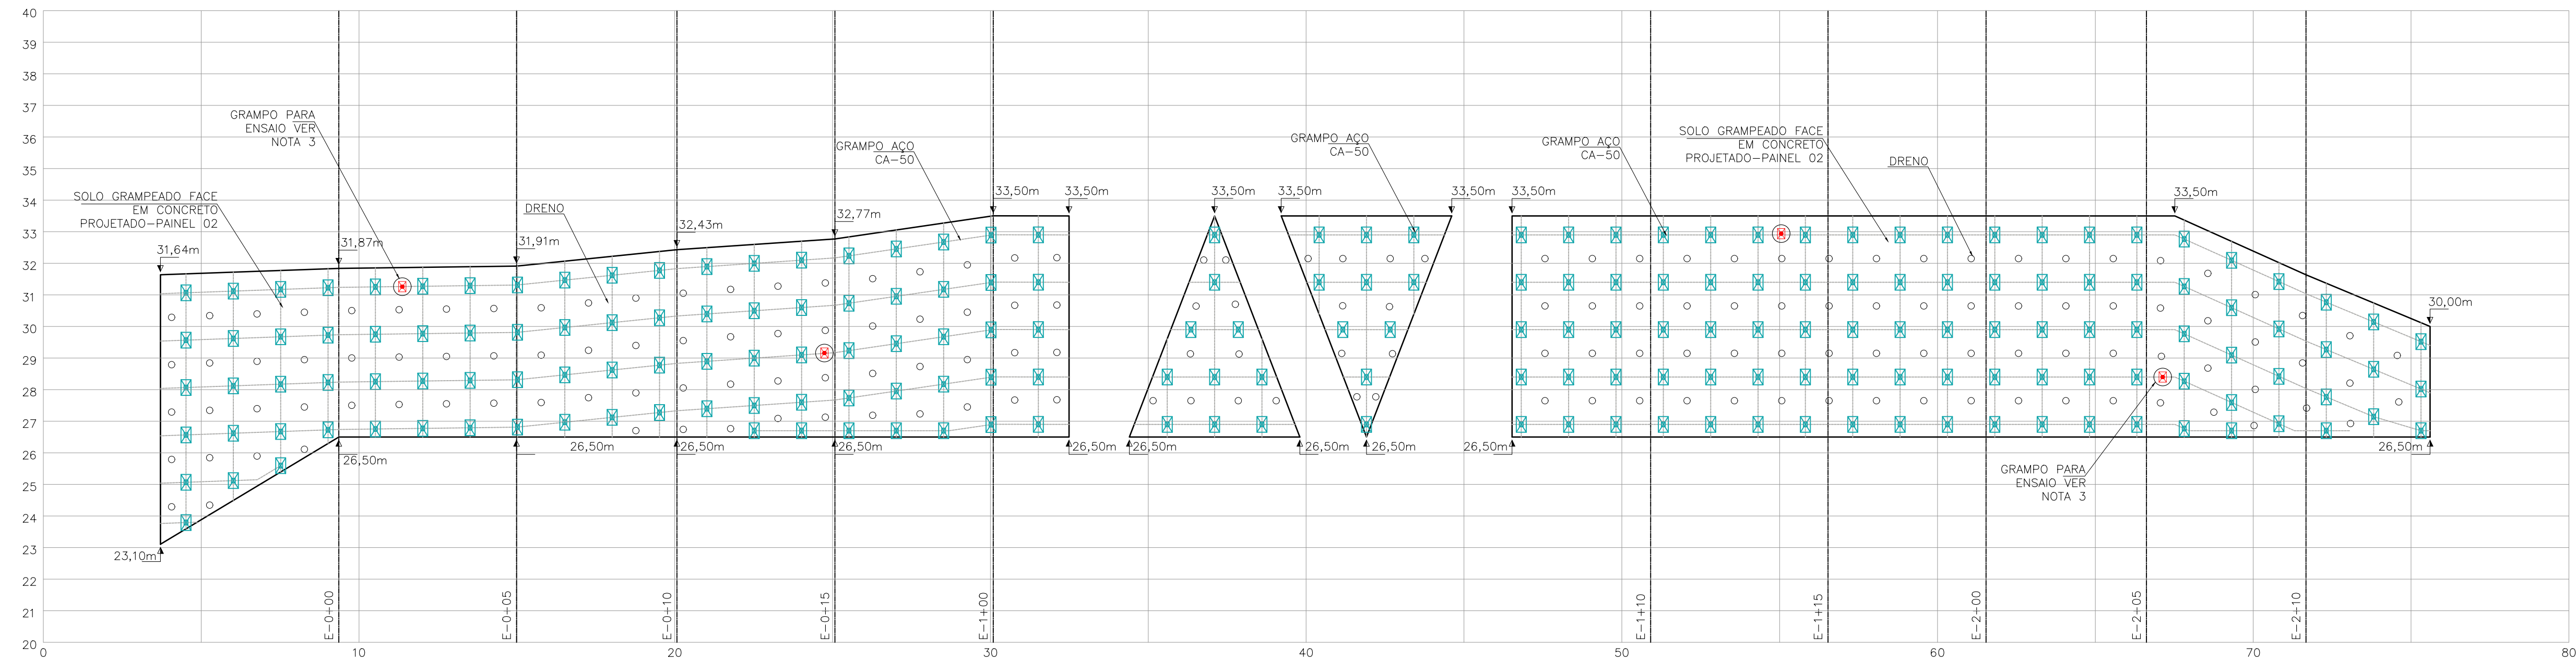 40
39
38
37
36
35
34
33
32
31
30
29
28
27
26
25
24
23
22
21
20
0
10
20
30
40
50
60
70
80
GRAMPO PARA
ENSAIO VER
NOTA 3
SOLO GRAMPEADO FACE
EM CONCRETO
PROJETADO-PAINEL 02
DRENO
GRAMPO AÇO
CA-50
31,64m
31,87m
31,91m
32,43m
32,77m
33,50m
33,50m
23,10m
26,50m
26,50m
26,50m
26,50m
26,50m
33,50m
26,50m
26,50m
33,50m
33,50m
GRAMPO AÇO
CA-50
26,50m
33,50m
GRAMPO AÇO
CA-50
SOLO GRAMPEADO FACE
EM CONCRETO
PROJETADO-PAINEL 02
DRENO
33,50m
30,00m
26,50m
26,50m
GRAMPO PARA
ENSAIO VER
NOTA 3
E-0+00
E-0+05
E-0+10
E-0+15
E-1+00
E-1+10
E-1+15
E-2+00
E-2+05
E-2+10